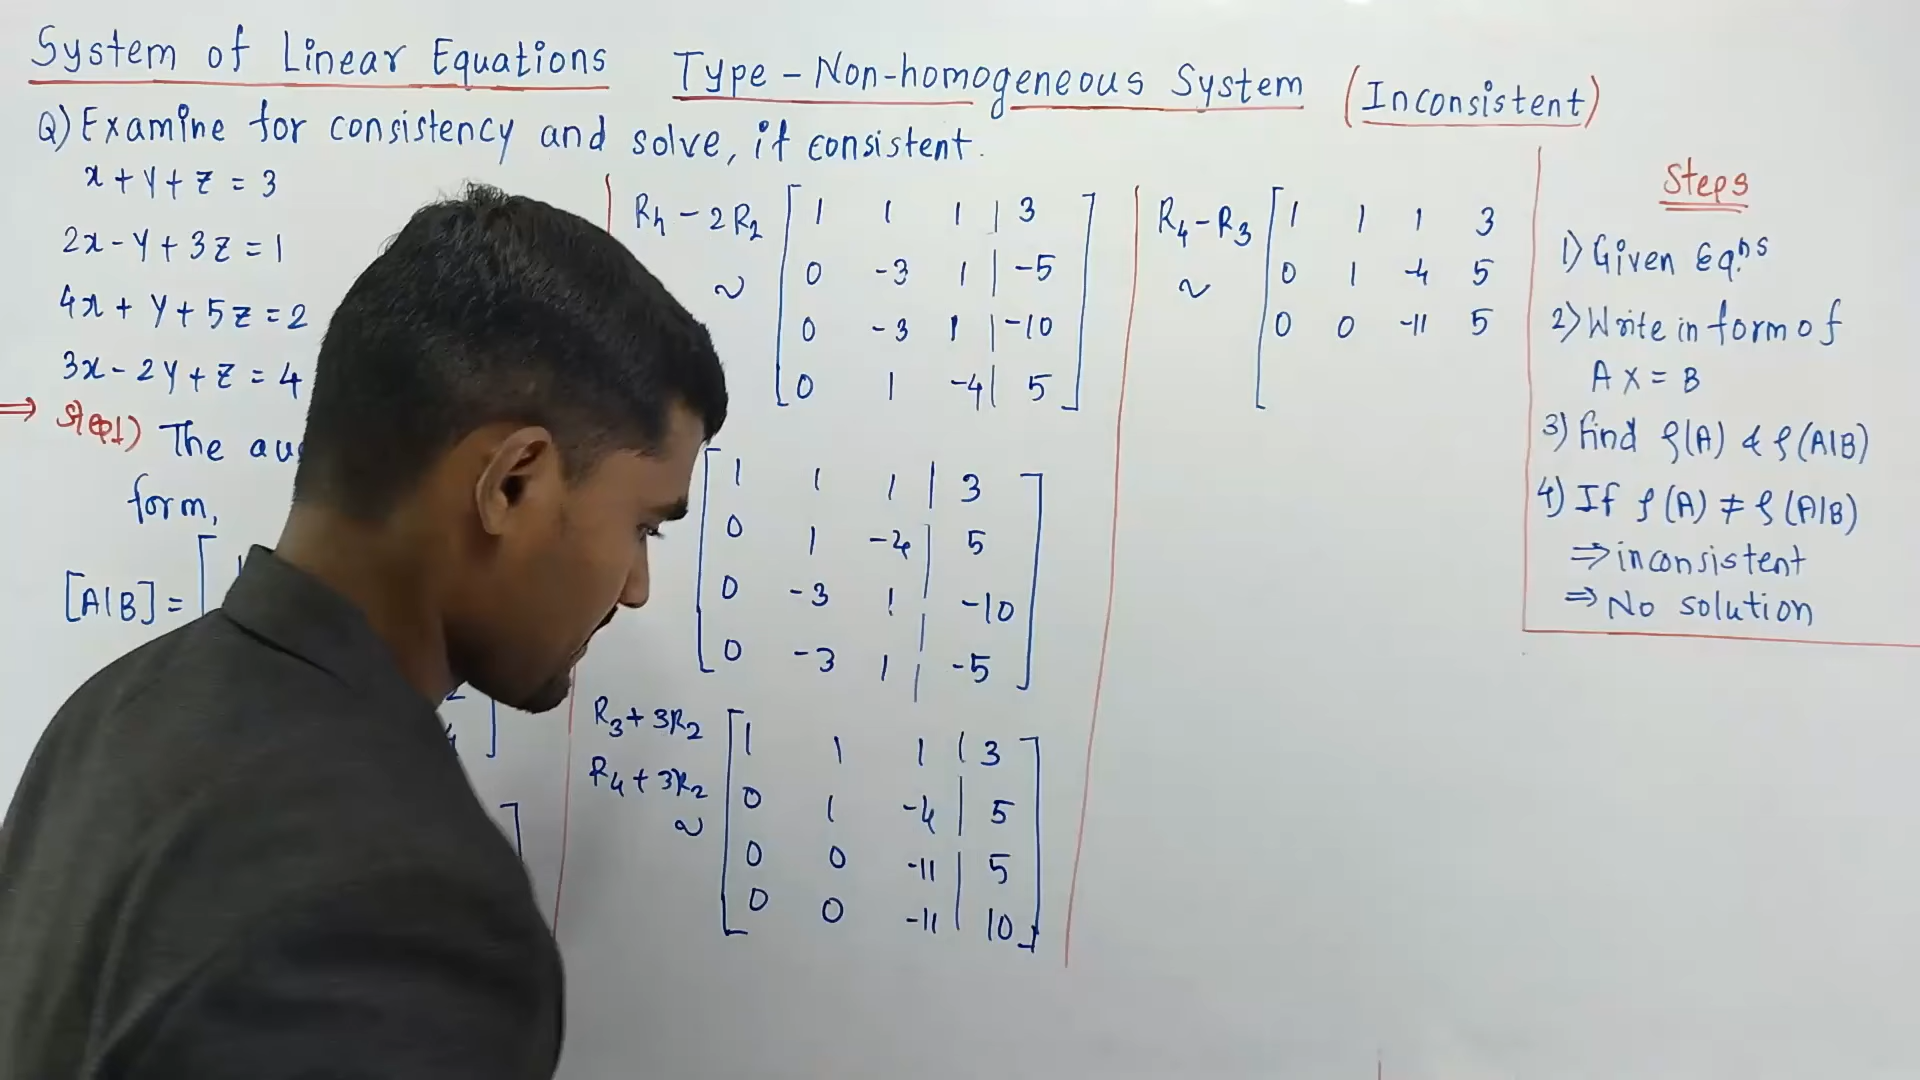 System of Linear Equations
Type - Non-homogeneous System (Inconsistent)
Q) Examine for consistency and solve, if consistent.
x + y + z = 3
2x - y + 3z = 1
4x + y + 5z = 2
3x - 2y + z = 4
⇒ Step1) The
form,
[A|B] =
R4 - 2R2
~
1 1 1 | 3
0 -3 1 | -5
0 -3 1 | -10
0 1 -4 | 5
1 1 1 | 3
0 1 -4 | 5
0 -3 1 | -10
0 -3 1 | -5
R3 + 3R2
R4 + 3R2
~
1 1 1 | 3
0 1 -4 | 5
0 0 -11 | 5
0 0 -11 | 10
R4 - R3
~
1 1 1 3
0 1 -4 5
0 0 -11 5
Steps
1) Given Eqns
2) Write in form of
AX = B
3) find ρ(A) & ρ(A|B)
4) If ρ(A) ≠ ρ(A|B)
⇒ inconsistent
⇒ No solution